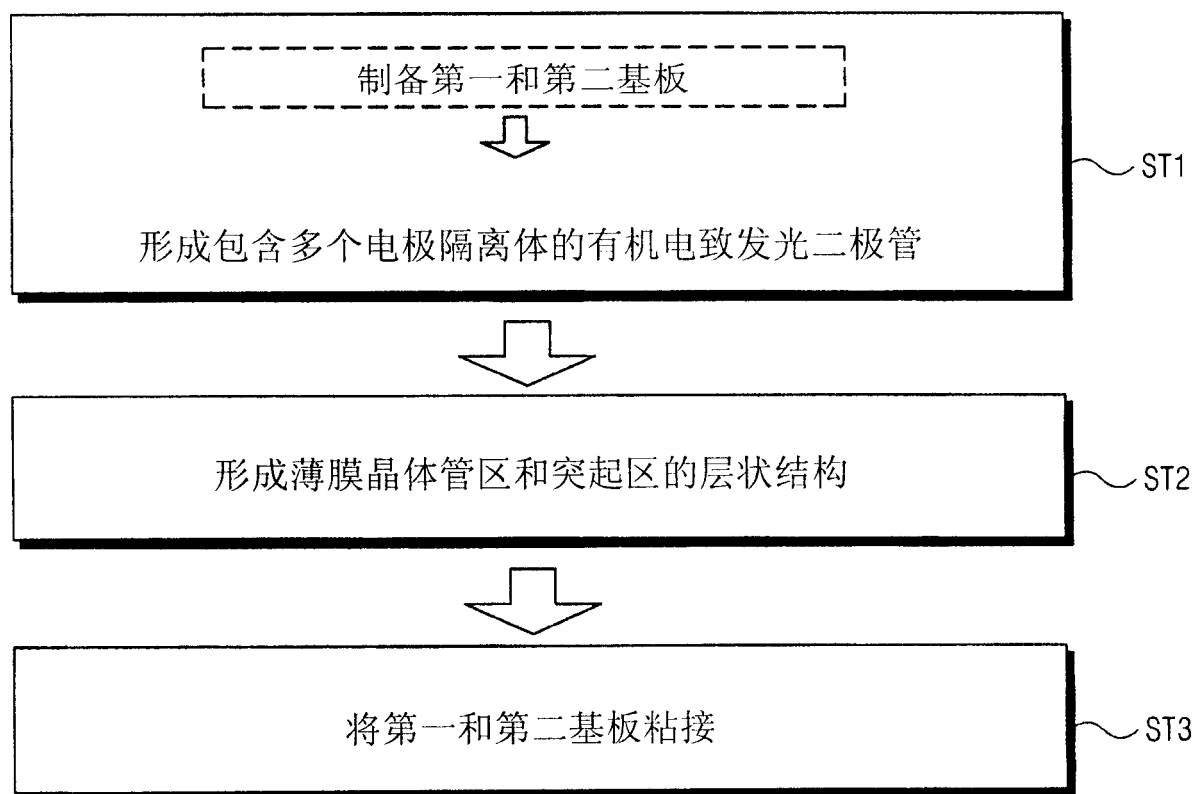 制备第一和第二基板
ST1
形成包含多个电极隔离体的有机电致发光二极管
形成薄膜晶体管区和突起区的层状结构
ST2
将第一和第二基板粘接
ST3